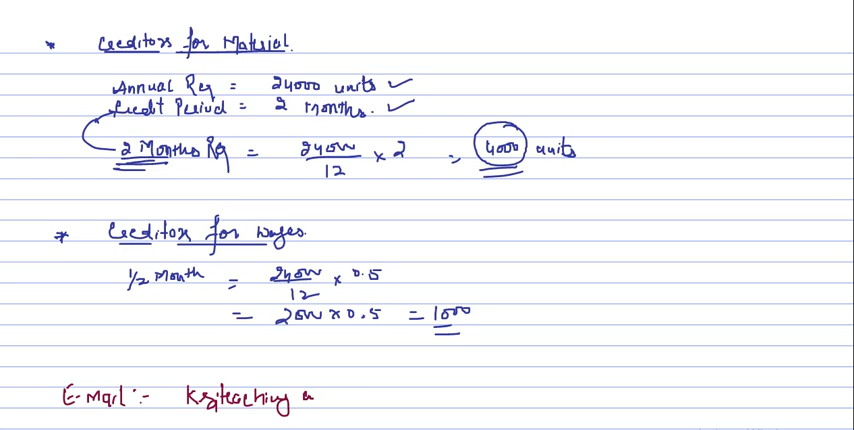 * Creditors for Material.
Annual Req = 24000 units ✓
Credit Period = 2 Months. ✓
2 Months Req = 24000/12 × 2 = 4000 units
* Creditor for Wages.
1/2 Month = 24000/12 × 0.5
= 2000 × 0.5 = 1000
E-Mail :-